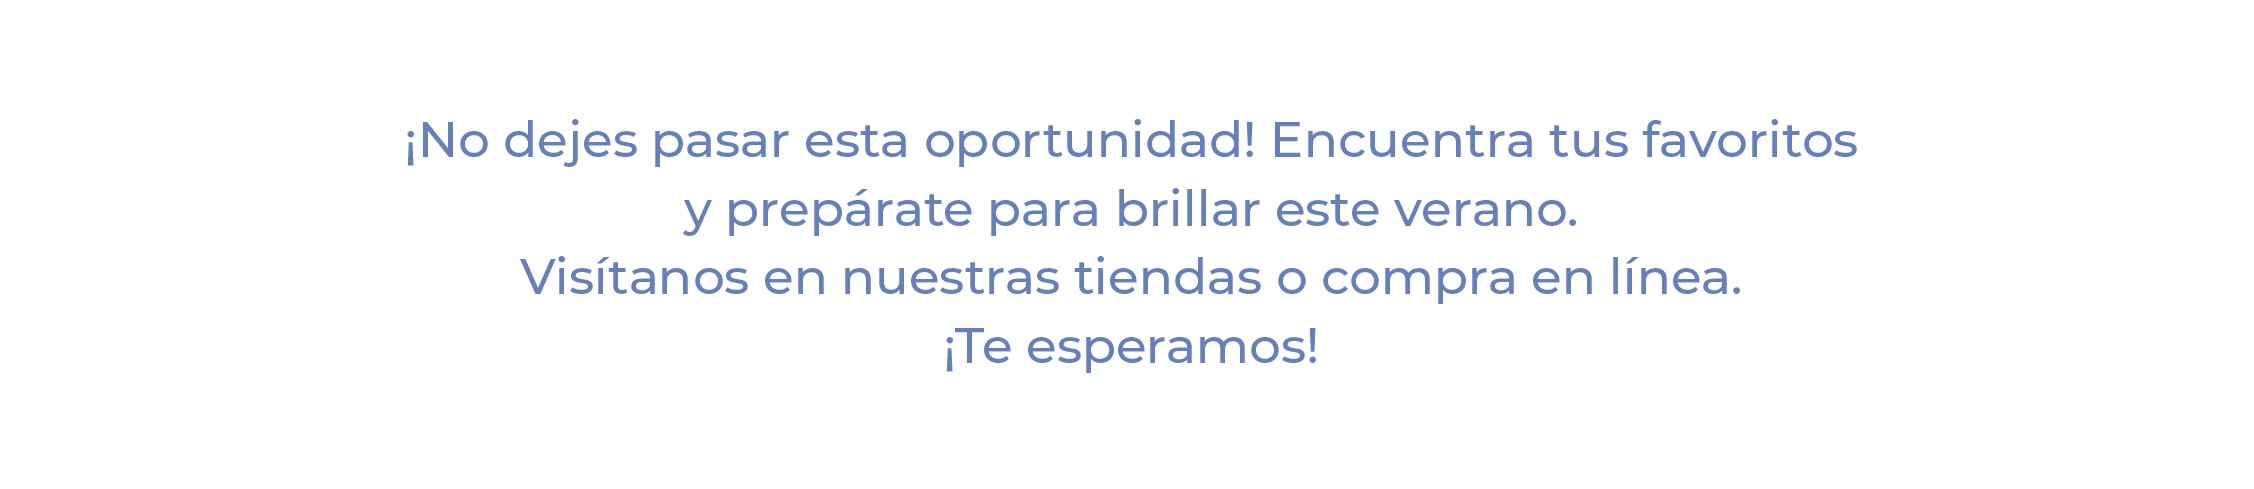 ¡No dejes pasar esta oportunidad! Encuentra tus favoritos
y prepárate para brillar este verano.
Visítanos en nuestras tiendas o compra en línea.
¡Te esperamos!